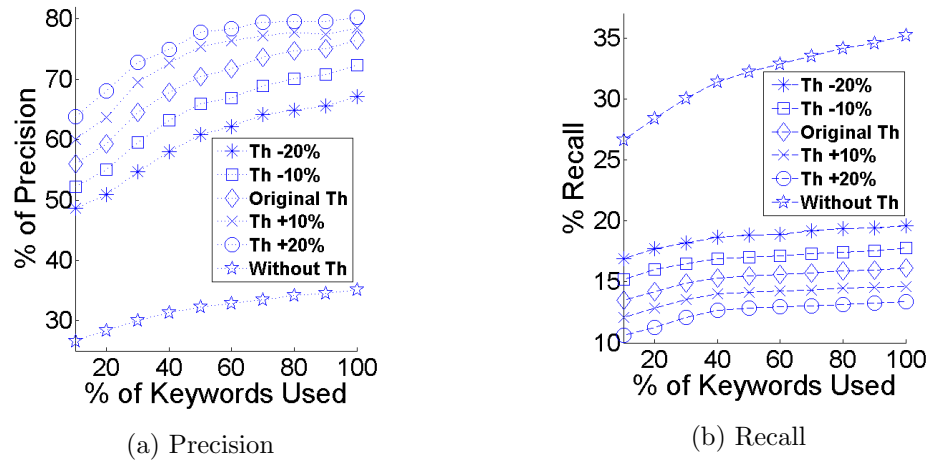 80
70
60
50
40
30
% of Precision
Th -20%
Th -10%
Original Th
Th +10%
Th +20%
Without Th
20 40 60 80 100
% of Keywords Used
(a) Precision
35
30
25
20
15
10
% Recall
Th -20%
Th -10%
Original Th
Th +10%
Th +20%
Without Th
20 40 60 80 100
% of Keywords Used
(b) Recall